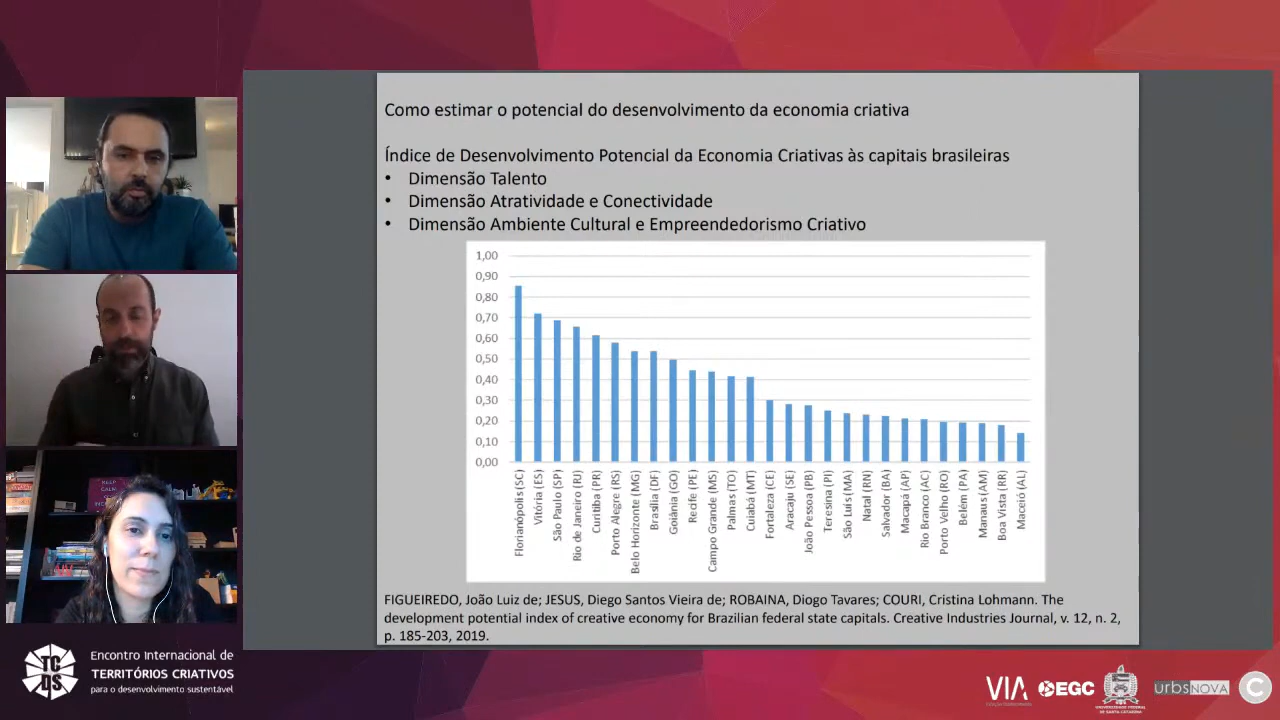 Como estimar o potencial do desenvolvimento da economia criativa
Índice de Desenvolvimento Potencial da Economia Criativas às capitais brasileiras
• Dimensão Talento
• Dimensão Atratividade e Conectividade
• Dimensão Ambiente Cultural e Empreendedorismo Criativo
1,00
0,90
0,80
0,70
0,60
0,50
0,40
0,30
0,20
0,10
0,00
Florianópolis (SC)
Vitória (ES)
São Paulo (SP)
Rio de Janeiro (RJ)
Curitiba (PR)
Porto Alegre (RS)
Belo Horizonte (MG)
Brasília (DF)
Goiânia (GO)
Recife (PE)
Campo Grande (MS)
Palmas (TO)
Cuiabá (MT)
Fortaleza (CE)
Aracaju (SE)
João Pessoa (PB)
Teresina (PI)
São Luís (MA)
Natal (RN)
Salvador (BA)
Macapá (AP)
Rio Branco (AC)
Porto Velho (RO)
Belém (PA)
Manaus (AM)
Boa Vista (RR)
Maceió (AL)
FIGUEIREDO, João Luiz de; JESUS, Diego Santos Vieira de; ROBAINA, Diogo Tavares; COURI, Cristina Lohmann. The
development potential index of creative economy for Brazilian federal state capitals. Creative Industries Journal, v. 12, n. 2,
p. 185-203, 2019.
TC
DS
Encontro Internacional de
TERRITÓRIOS CRIATIVOS
para o desenvolvimento sustentável
VIA
EGC
UNIVERSIDADE FEDERAL
DE SANTA CATARINA
urbsNOVA
C